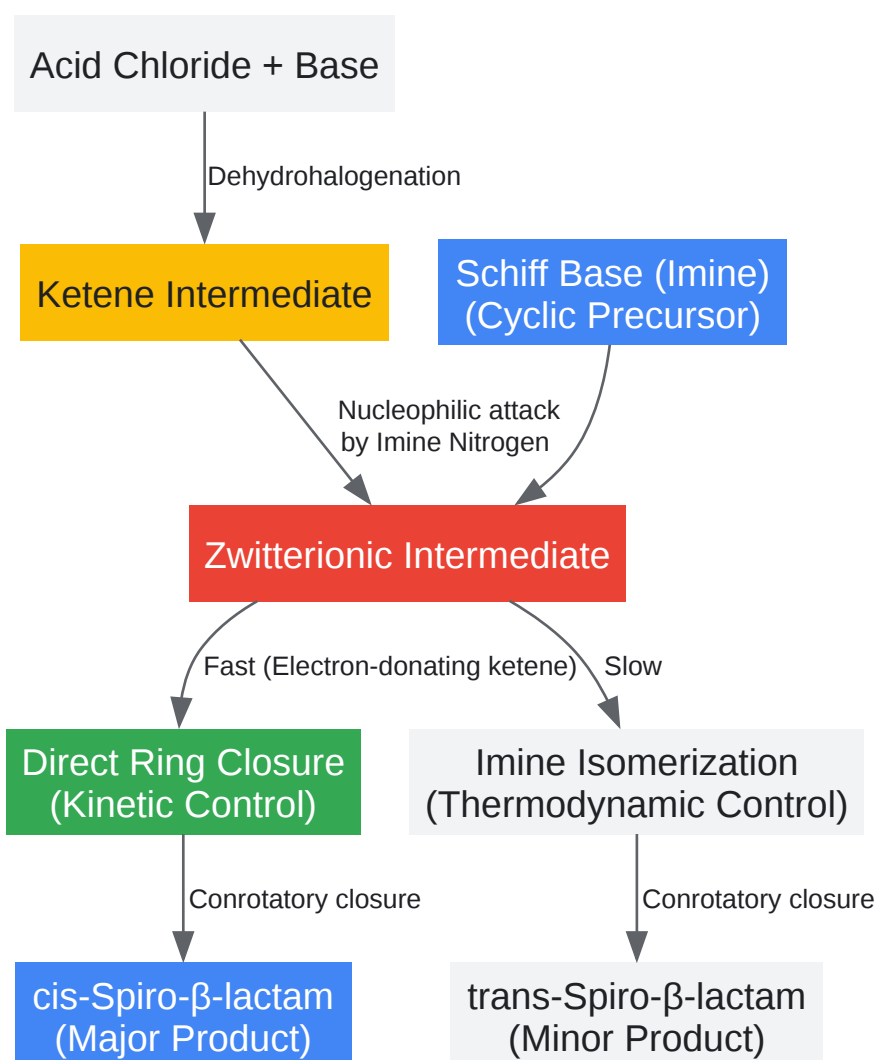 Acid Chloride + Base
Dehydrohalogenation
Ketene Intermediate
Schiff Base (Imine)
(Cyclic Precursor)
Nucleophilic attack
by Imine Nitrogen
Zwitterionic Intermediate
Fast (Electron-donating ketene)
Slow
Direct Ring Closure
(Kinetic Control)
Imine Isomerization
(Thermodynamic Control)
Conrotatory closure
Conrotatory closure
cis-Spiro-β-lactam
(Major Product)
trans-Spiro-β-lactam
(Minor Product)